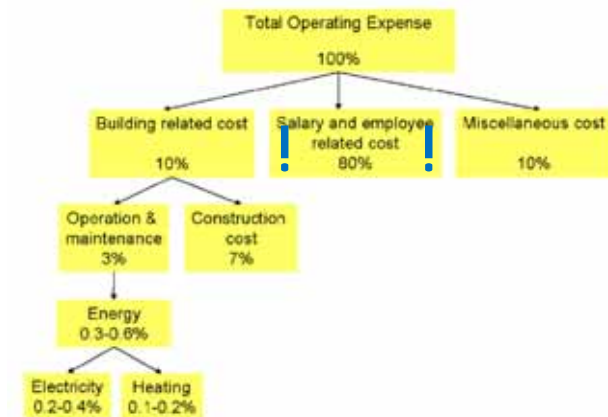 Total Operating Expense
100%
Building related cost
10%
! Salary and employee !
related cost
80%
Miscellaneous cost
10%
Operation &
maintenance
3%
Construction
cost
7%
Energy
0.3-0.6%
Electricity
0.2-0.4%
Heating
0.1-0.2%